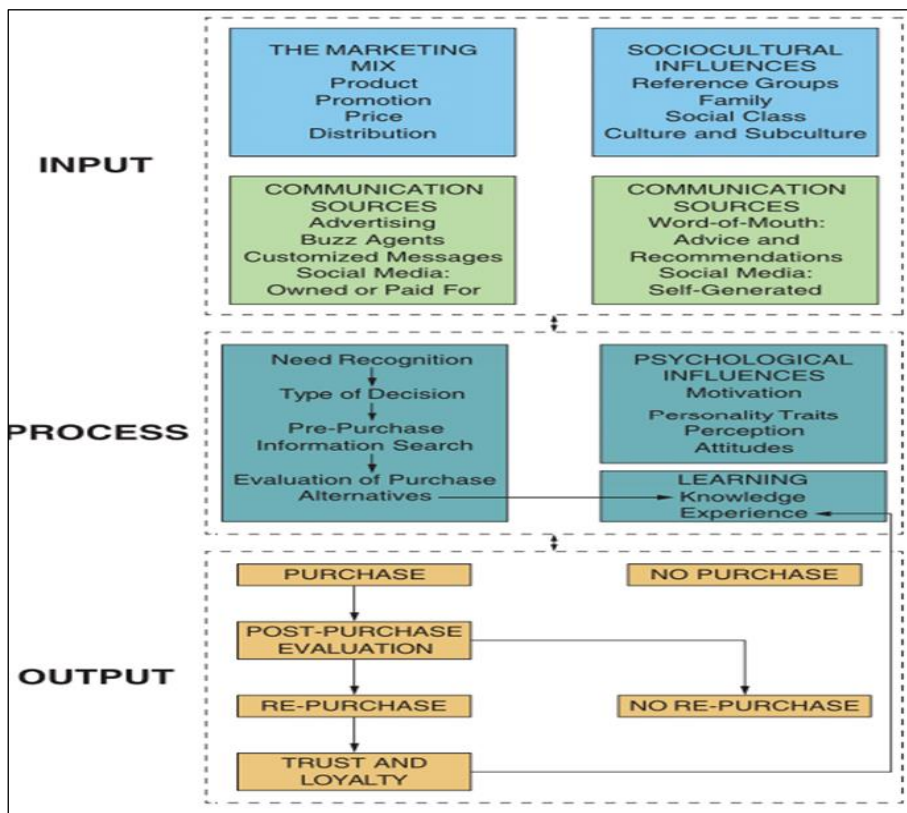 INPUT
THE MARKETING
MIX
Product
Promotion
Price
Distribution
SOCIOCULTURAL
INFLUENCES
Reference Groups
Family
Social Class
Culture and Subculture
COMMUNICATION
SOURCES
Advertising
Buzz Agents
Customized Messages
Social Media:
Owned or Paid For
COMMUNICATION
SOURCES
Word-of-Mouth:
Advice and
Recommendations
Social Media:
Self-Generated
PROCESS
Need Recognition
Type of Decision
Pre-Purchase
Information Search
Evaluation of Purchase
Alternatives
PSYCHOLOGICAL
INFLUENCES
Motivation
Personality Traits
Perception
Attitudes
LEARNING
Knowledge
Experience
OUTPUT
PURCHASE
NO PURCHASE
POST-PURCHASE
EVALUATION
RE-PURCHASE
NO RE-PURCHASE
TRUST AND
LOYALTY